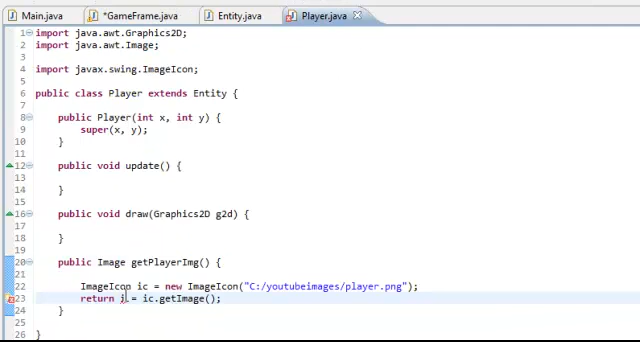 Main.java *GameFrame.java Entity.java Player.java
1 import java.awt.Graphics2D;
2 import java.awt.Image;
3
4 import javax.swing.ImageIcon;
5
6 public class Player extends Entity {
7
8 public Player(int x, int y) {
9 super(x, y);
10 }
11
12 public void update() {
13
14 }
15
16 public void draw(Graphics2D g2d) {
17
18 }
19
20 public Image getPlayerImg() {
21
22 ImageIcon ic = new ImageIcon("C:/youtubeimages/player.png");
23 return i = ic.getImage();
24 }
25
26 }